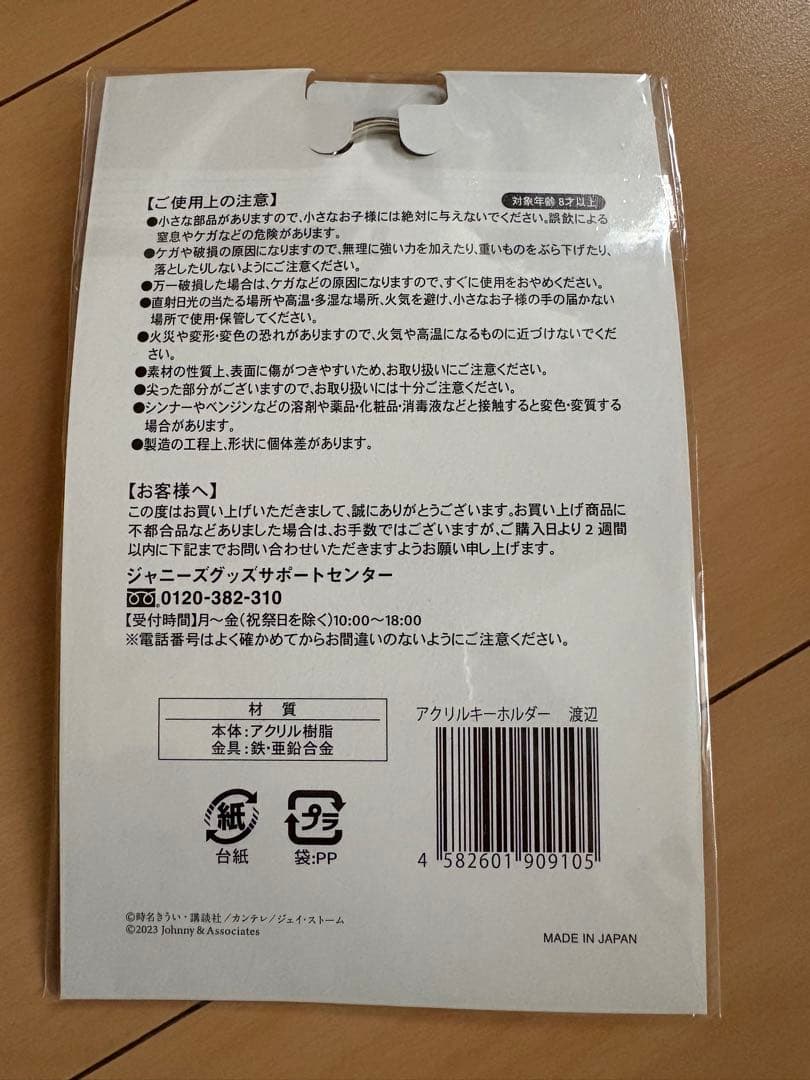 【ご使用上の注意】
対象年齢 8才以上
●小さな部品がありますので、小さなお子様には絶対に与えないでください。誤飲による
窒息やケガなどの危険があります。
●ケガや破損の原因になりますので、無理に強い力を加えたり、重いものをぶら下げたり、
落としたりしないようにご注意ください。
●万一破損した場合は、ケガなどの原因になりますので、すぐに使用をおやめください。
●直射日光の当たる場所や高温・多湿な場所、火気を避け、小さなお子様の手の届かない
場所で使用・保管してください。
●火災や変形・変色の恐れがありますので、火気や高温になるものに近づけないでくだ
さい。
●素材の性質上、表面に傷がつきやすいため、お取り扱いにご注意ください。
●尖った部分がございますので、お取り扱いには十分ご注意ください。
●シンナーやベンジンなどの溶剤や薬品・化粧品・消毒液などと接触すると変色・変質する
場合があります。
●製造の工程上、形状に個体差があります。
【お客様へ】
この度はお買い上げいただきまして、誠にありがとうございます。お買い上げ商品に
不都合品などありました場合は、お手数ではございますが、ご購入日より2週間
以内に下記までお問い合わせいただきますようお願い申し上げます。
ジャニーズグッズサポートセンター
0120-382-310
【受付時間】月〜金(祝祭日を除く)10:00〜18:00
※電話番号はよく確かめてからお間違いのないようにご注意ください。
材 質
本体:アクリル樹脂
金具:鉄・亜鉛合金
アクリルキーホルダー 渡辺
4 582601 909105
紙
台紙
プラ
袋:PP
©時名きうい・講談社/カンテレ/ジェイ・ストーム
©2023 Johnny & Associates
MADE IN JAPAN